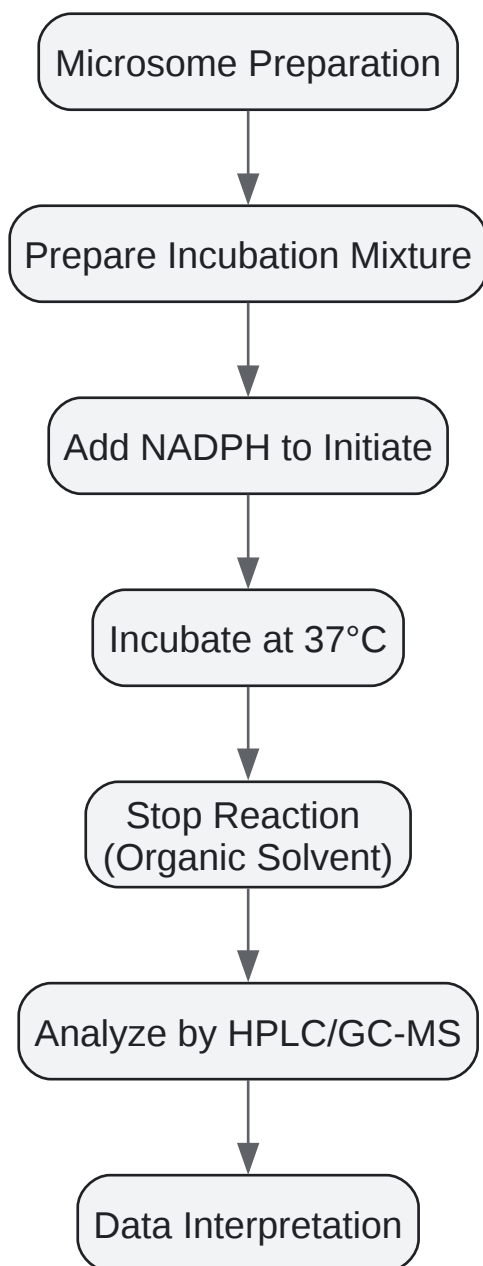 Microsome Preparation
Prepare Incubation Mixture
Add NADPH to Initiate
Incubate at 37°C
Stop Reaction
(Organic Solvent)
Analyze by HPLC/GC-MS
Data Interpretation